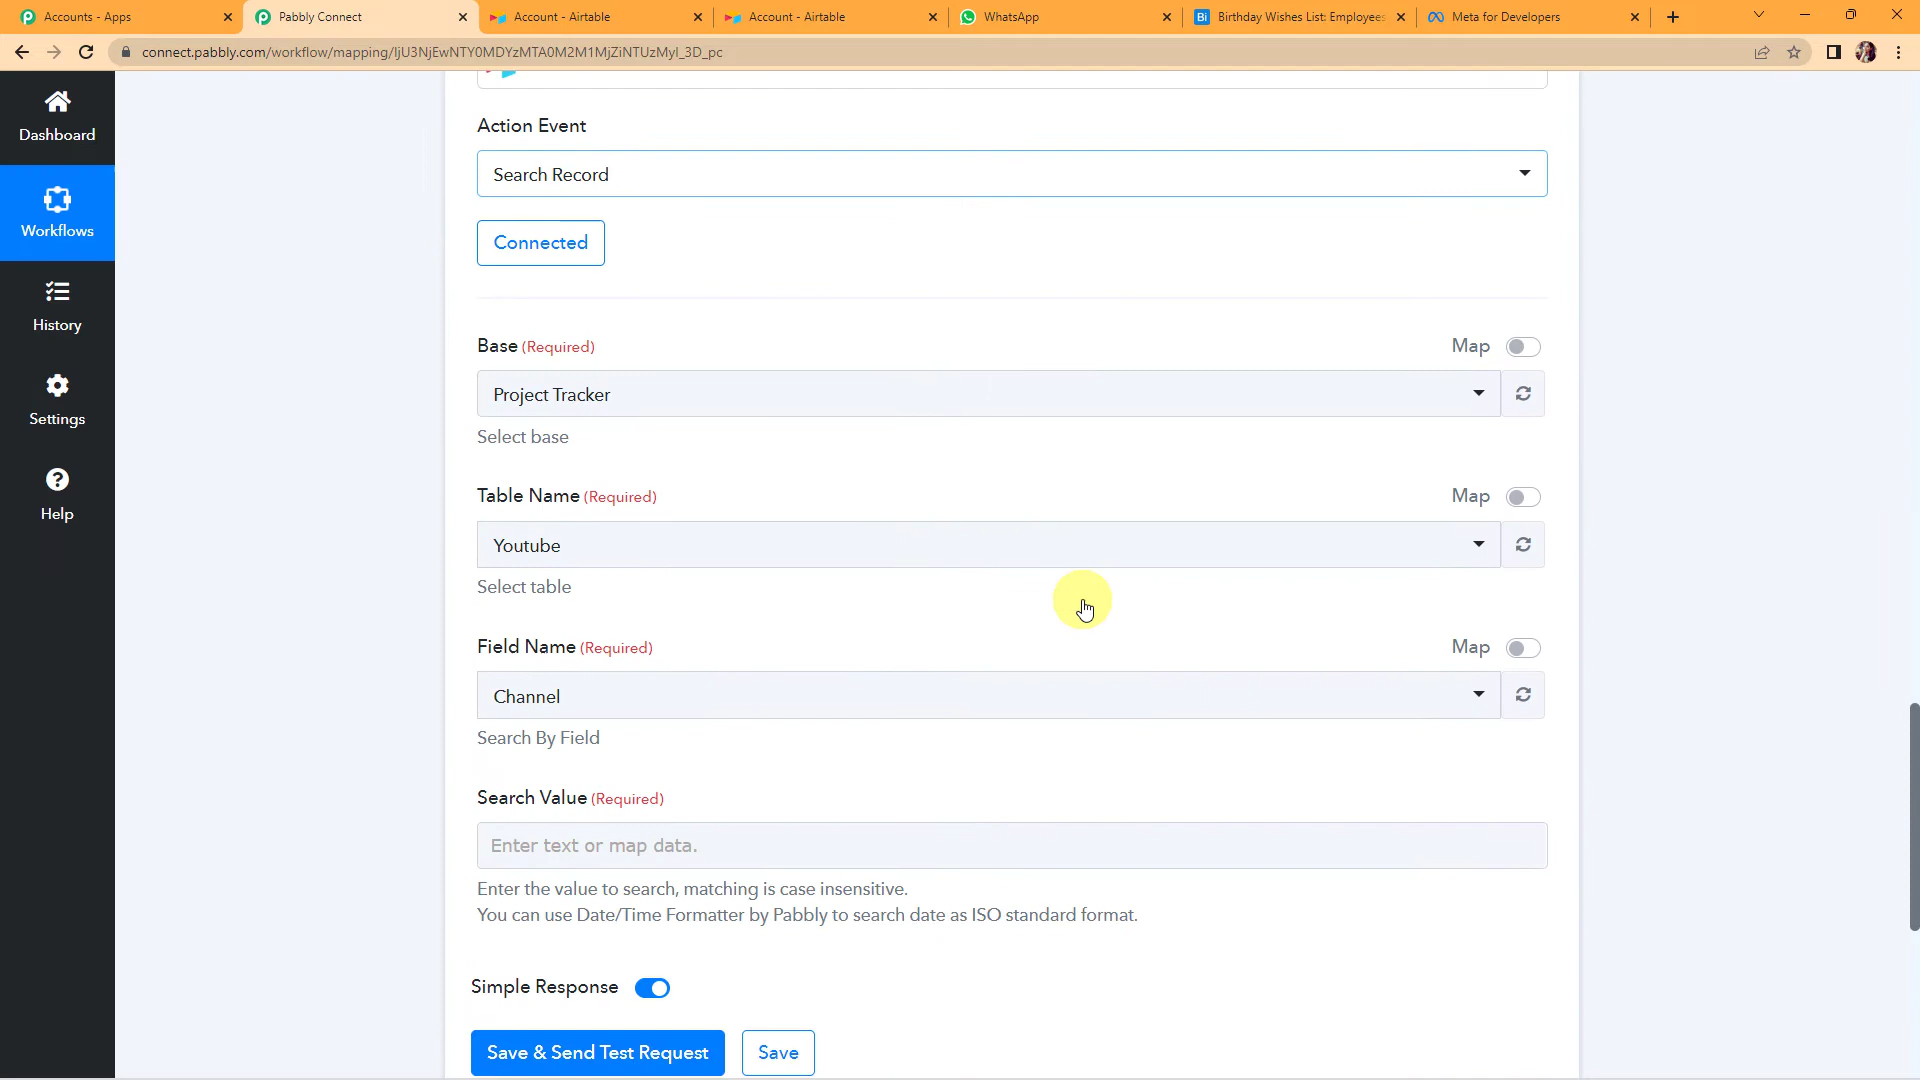 Accounts - Apps
Pabbly Connect
Account - Airtable
Account - Airtable
WhatsApp
Birthday Wishes List: Employees
Meta for Developers
connect.pabbly.com/workflow/mapping/
Dashboard
Workflows
History
Settings
Help
Action Event
Search Record
Connected
Base (Required)
Map
Project Tracker
Select base
Table Name (Required)
Map
Youtube
Select table
Field Name (Required)
Map
Channel
Search By Field
Search Value (Required)
Enter text or map data.
Enter the value to search, matching is case insensitive.
You can use Date/Time Formatter by Pabbly to search date as ISO standard format.
Simple Response
Save & Send Test Request
Save